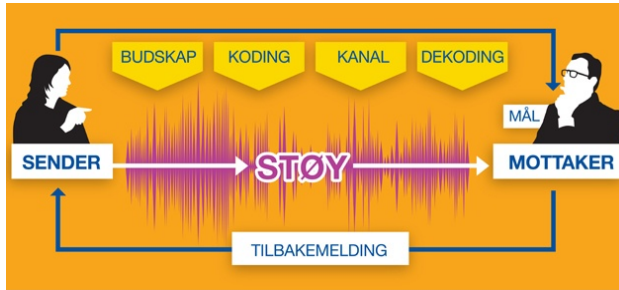 BUDSKAP
KODING
KANAL
DEKODING
MÅL
SENDER
STØY
MOTTAKER
TILBAKEMELDING